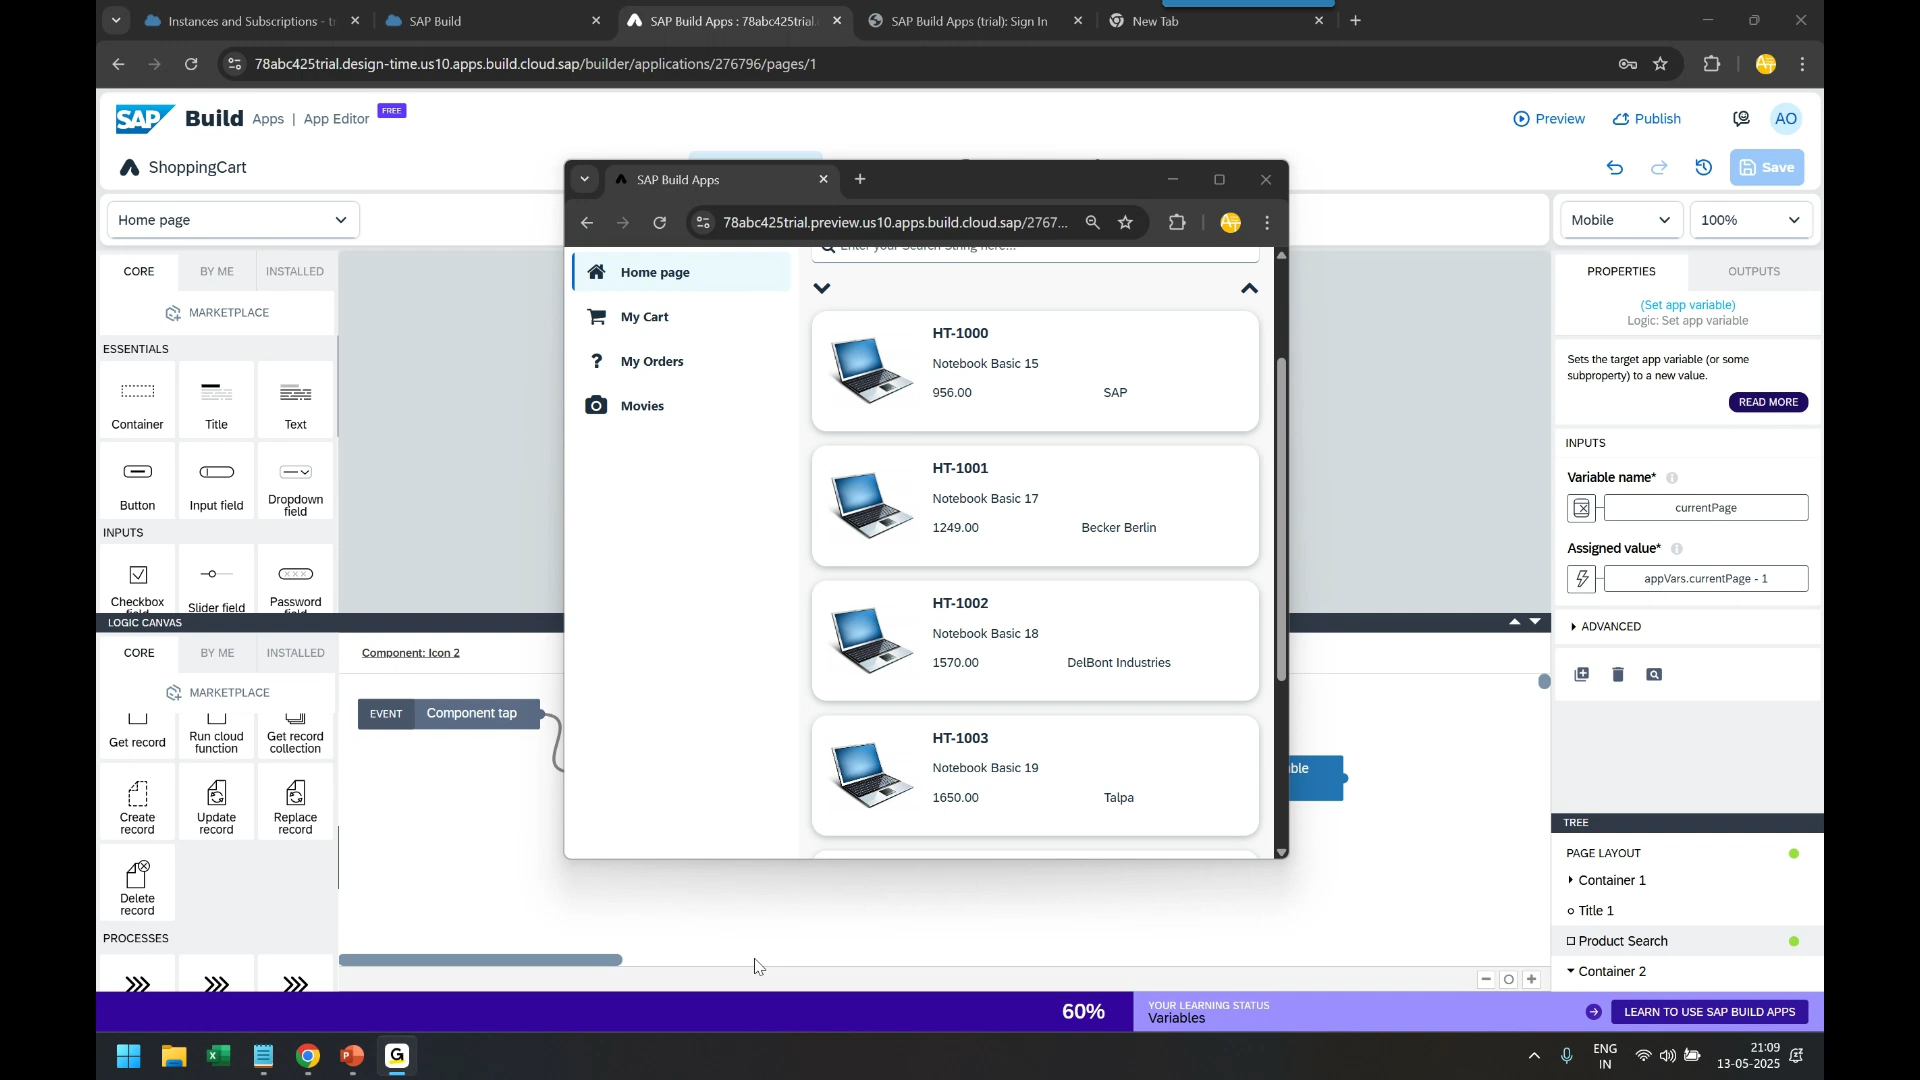 Instances and Subscriptions - tr
SAP Build
SAP Build Apps : 78abc425trial.
SAP Build Apps (trial): Sign In
New Tab
78abc425trial.design-time.us10.apps.build.cloud.sap/builder/applications/276796/pages/1
SAP Build Apps | App Editor FREE
Preview
Publish
AO
ShoppingCart
Save
Home page
Mobile
100%
SAP Build Apps
78abc425trial.preview.us10.apps.build.cloud.sap/2767...
Enter your Search String here...
Home page
My Cart
My Orders
Movies
HT-1000
Notebook Basic 15
956.00 SAP
HT-1001
Notebook Basic 17
1249.00 Becker Berlin
HT-1002
Notebook Basic 18
1570.00 DelBont Industries
HT-1003
Notebook Basic 19
1650.00 Talpa
CORE BY ME INSTALLED
MARKETPLACE
ESSENTIALS
Container Title Text
Button Input field Dropdown field
INPUTS
Checkbox field Slider field Password field
LOGIC CANVAS
CORE BY ME INSTALLED
MARKETPLACE
Component: Icon 2
EVENT Component tap
Get record Run cloud function Get record collection
Create record Update record Replace record
Delete record
PROCESSES
PROPERTIES OUTPUTS
(Set app variable)
Logic: Set app variable
Sets the target app variable (or some
subproperty) to a new value.
READ MORE
INPUTS
Variable name*
currentPage
Assigned value*
appVars.currentPage - 1
ADVANCED
TREE
PAGE LAYOUT
Container 1
Title 1
Product Search
Container 2
60%
YOUR LEARNING STATUS
Variables
LEARN TO USE SAP BUILD APPS
ENG
IN
21:09
13-05-2025